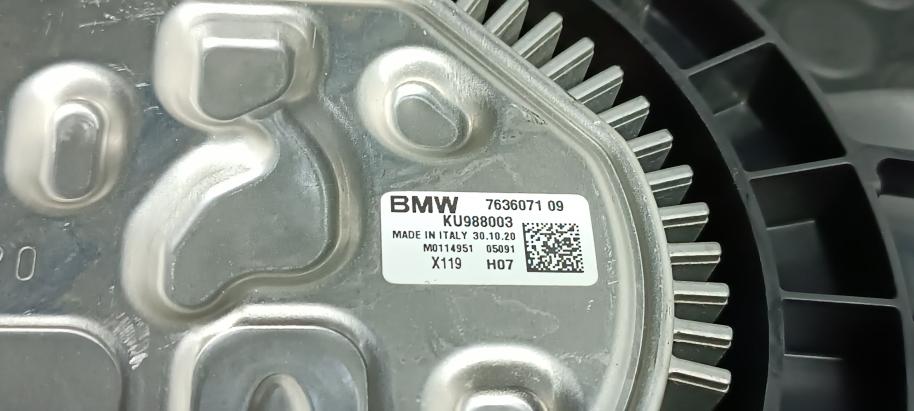 BMW 7636071 09
KU988003
MADE IN ITALY 30.10.20
M0114951 05091
X119 H07